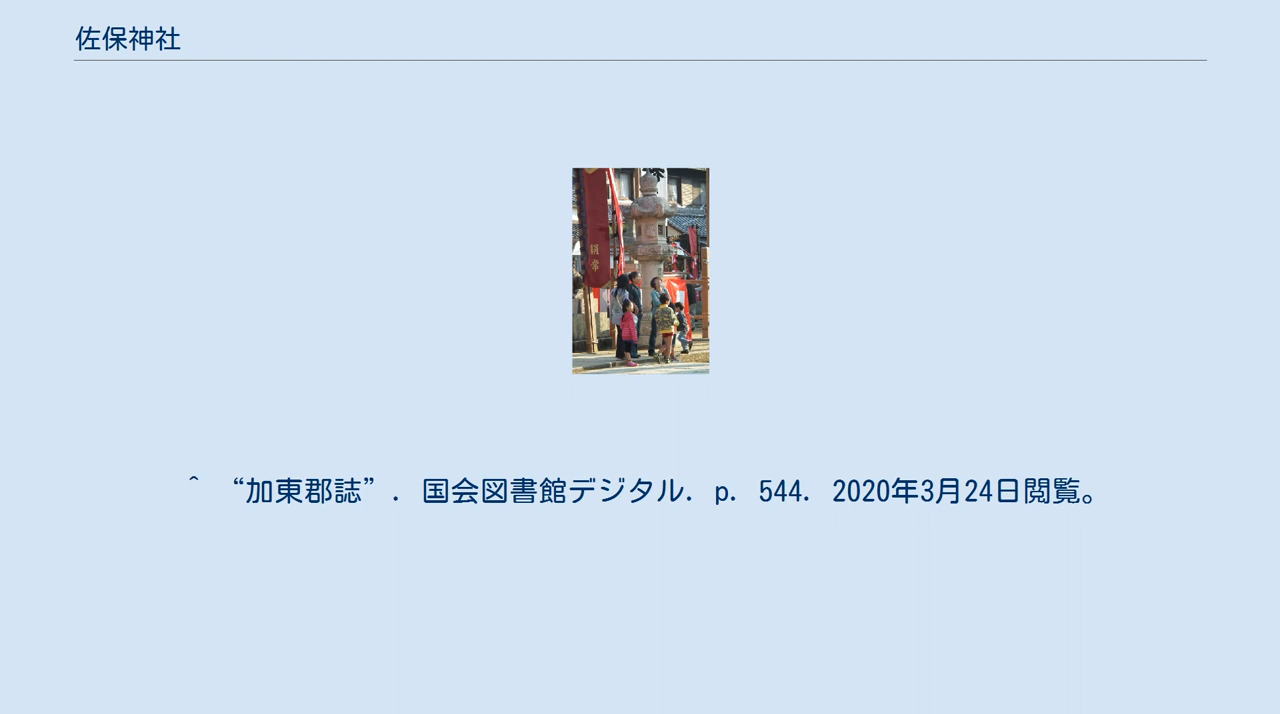 佐保神社
^ “加東郡誌”. 国会図書館デジタル. p. 544. 2020年3月24日閲覧。